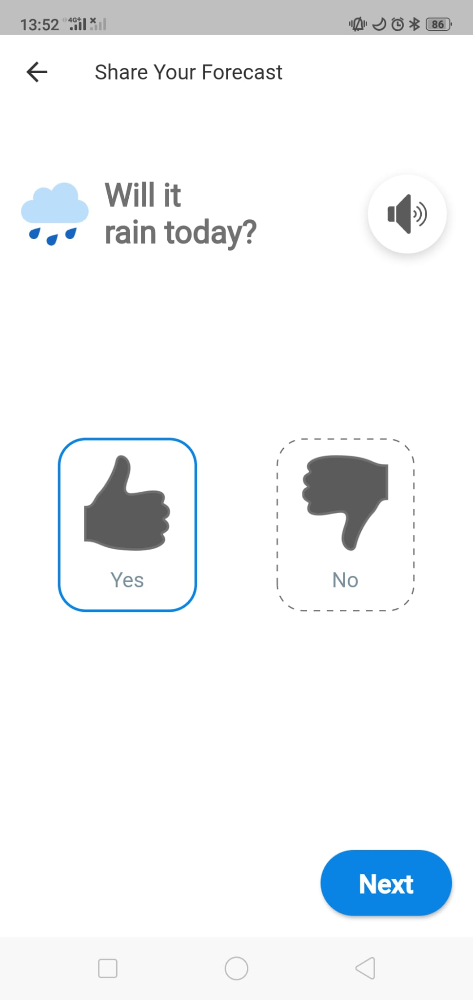 13:52 4G+ 86
Share Your Forecast
Will it
rain today?
Yes No
Next